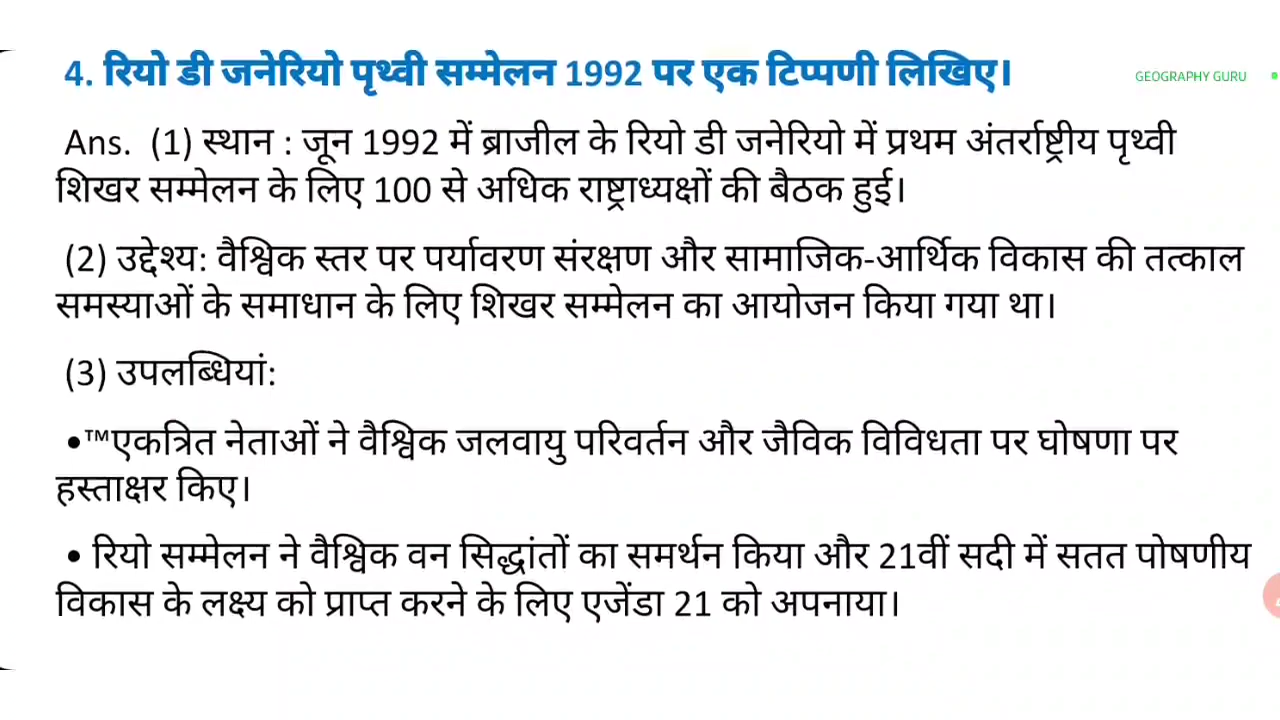 4. रियो डी जनेरियो पृथ्वी सम्मेलन 1992 पर एक टिप्पणी लिखिए।
GEOGRAPHY GURU
Ans. (1) स्थान : जून 1992 में ब्राजील के रियो डी जनेरियो में प्रथम अंतर्राष्ट्रीय पृथ्वी
शिखर सम्मेलन के लिए 100 से अधिक राष्ट्राध्यक्षों की बैठक हुई।
(2) उद्देश्य: वैश्विक स्तर पर पर्यावरण संरक्षण और सामाजिक-आर्थिक विकास की तत्काल
समस्याओं के समाधान के लिए शिखर सम्मेलन का आयोजन किया गया था।
(3) उपलब्धियां:
•™एकत्रित नेताओं ने वैश्विक जलवायु परिवर्तन और जैविक विविधता पर घोषणा पर
हस्ताक्षर किए।
• रियो सम्मेलन ने वैश्विक वन सिद्धांतों का समर्थन किया और 21वीं सदी में सतत पोषणीय
विकास के लक्ष्य को प्राप्त करने के लिए एजेंडा 21 को अपनाया।